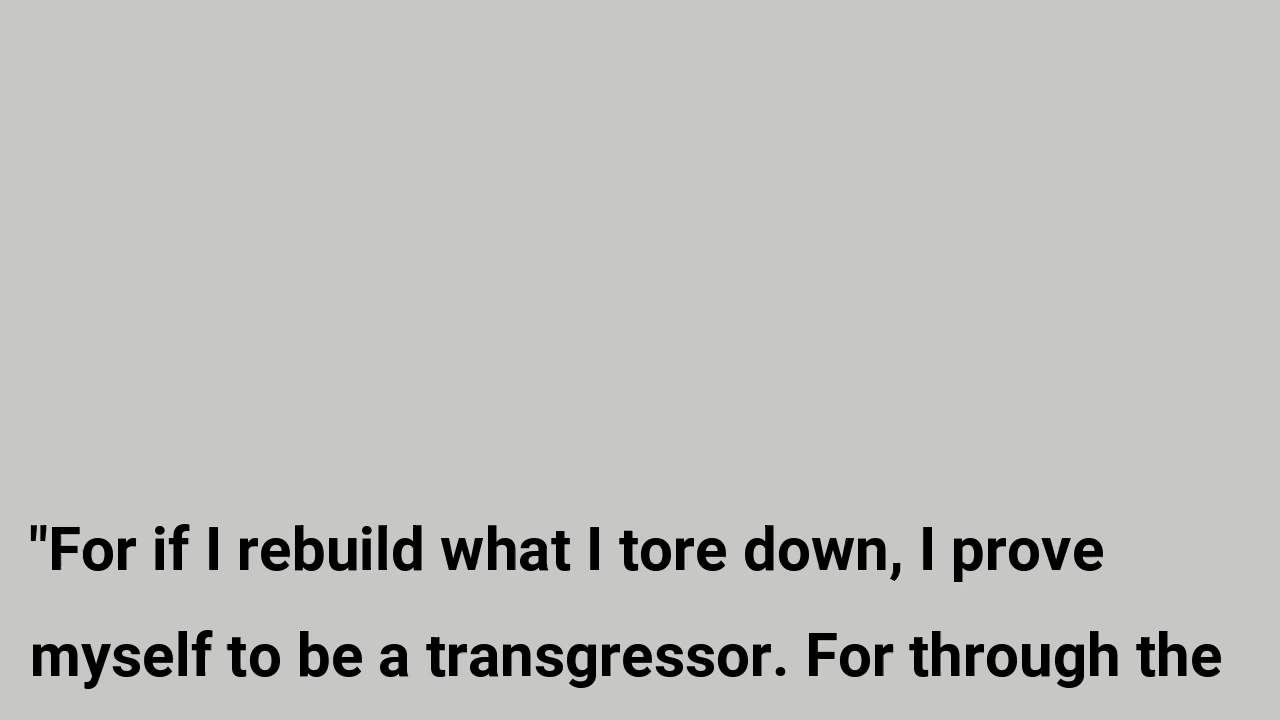 "For if I rebuild what I tore down, I prove
myself to be a transgressor. For through the